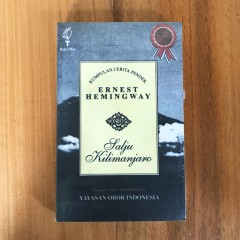 KUMPULAN CERITA PENDEK
ERNEST
HEMINGWAY
Salju
Kilimanjaro
YAYASAN OBOR INDONESIA